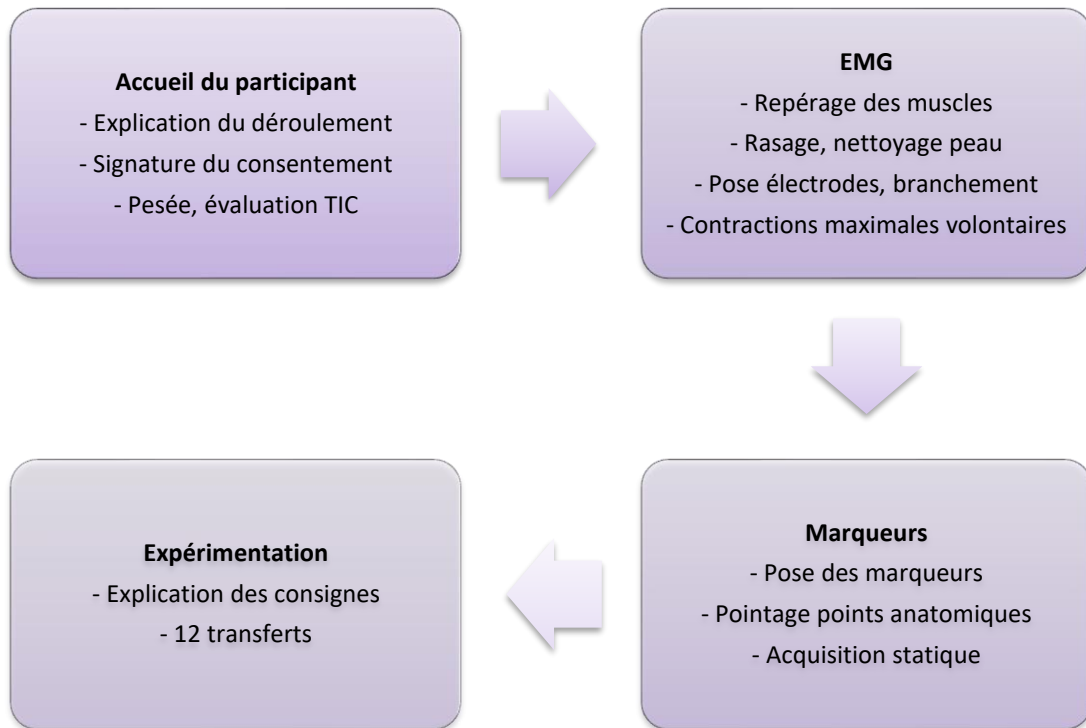 Accueil du participant
- Explication du déroulement
- Signature du consentement
- Pesée, évaluation TIC
EMG
- Repérage des muscles
- Rasage, nettoyage peau
- Pose électrodes, branchement
- Contractions maximales volontaires
Marqueurs
- Pose des marqueurs
- Pointage points anatomiques
- Acquisition statique
Expérimentation
- Explication des consignes
- 12 transferts